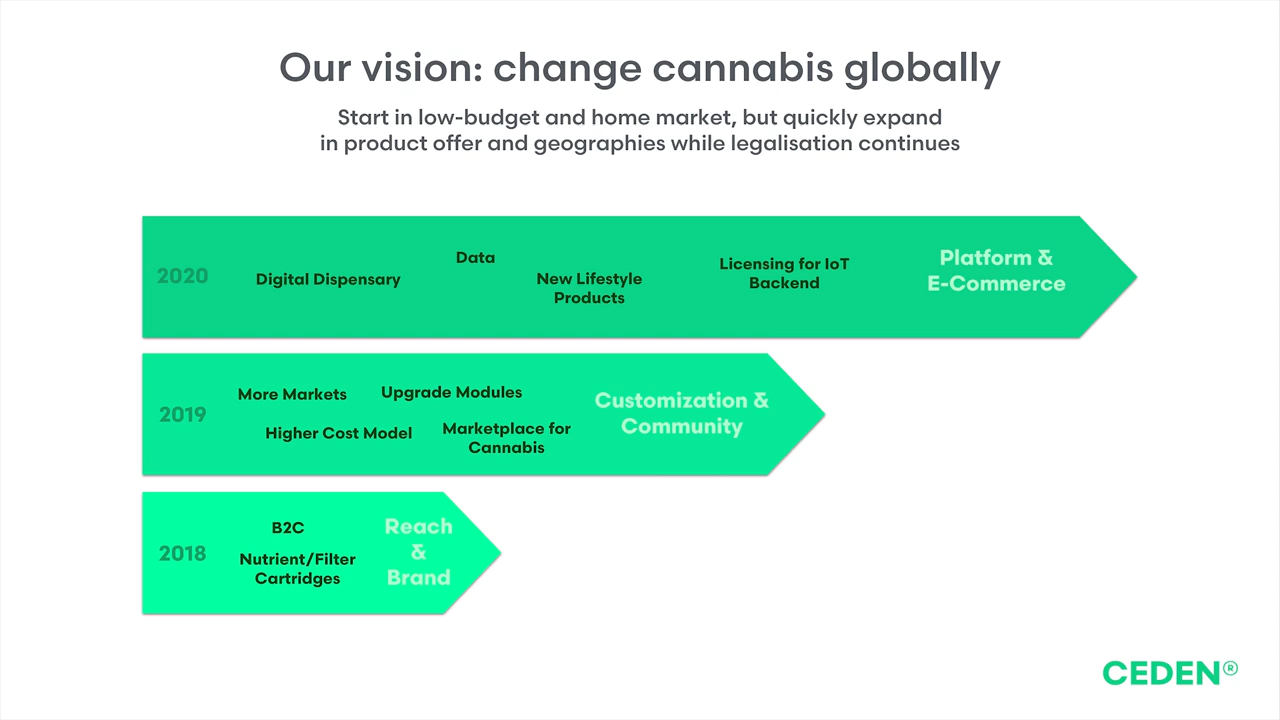 Our vision: change cannabis globally
Start in low-budget and home market, but quickly expand
in product offer and geographies while legalisation continues
2020
Digital Dispensary
Data
New Lifestyle
Products
Licensing for IoT
Backend
Platform &
E-Commerce
2019
More Markets
Upgrade Modules
Higher Cost Model
Marketplace for
Cannabis
Customization &
Community
2018
B2C
Nutrient/Filter
Cartridges
Reach
&
Brand
CEDEN®